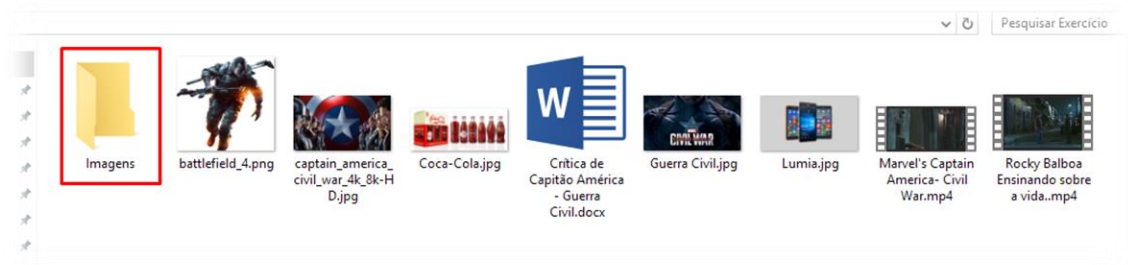 Pesquisar Exercício
Imagens
battlefield_4.png
captain_america_
civil_war_4k_8k-H
D.jpg
Coca-Cola.jpg
W
Crítica de
Capitão América
- Guerra
Civil.docx
CIVIL WAR
Guerra Civil.jpg
Lumia.jpg
Marvel's Captain
America- Civil
War.mp4
Rocky Balboa
Ensinando sobre
a vida..mp4